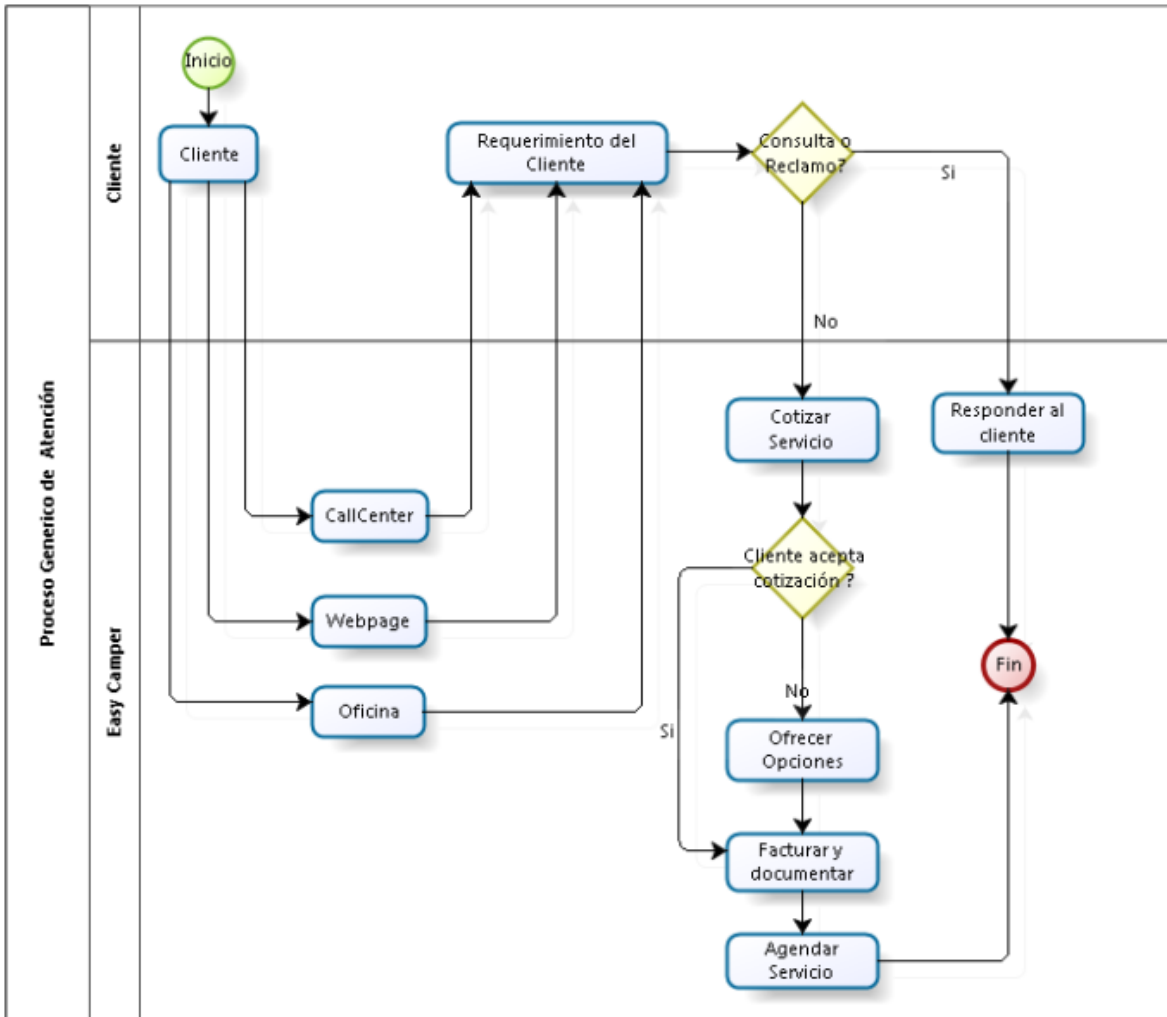 Proceso Generico de Atención
Cliente
Inicio
Cliente
Requerimiento del
Cliente
Consulta o
Reclamo?
Si
No
Easy Camper
Cotizar
Servicio
Responder al
cliente
CallCenter
Cliente acepta
cotización ?
Webpage
Fin
Oficina
No
Si
Ofrecer
Opciones
Facturar y
documentar
Agendar
Servicio